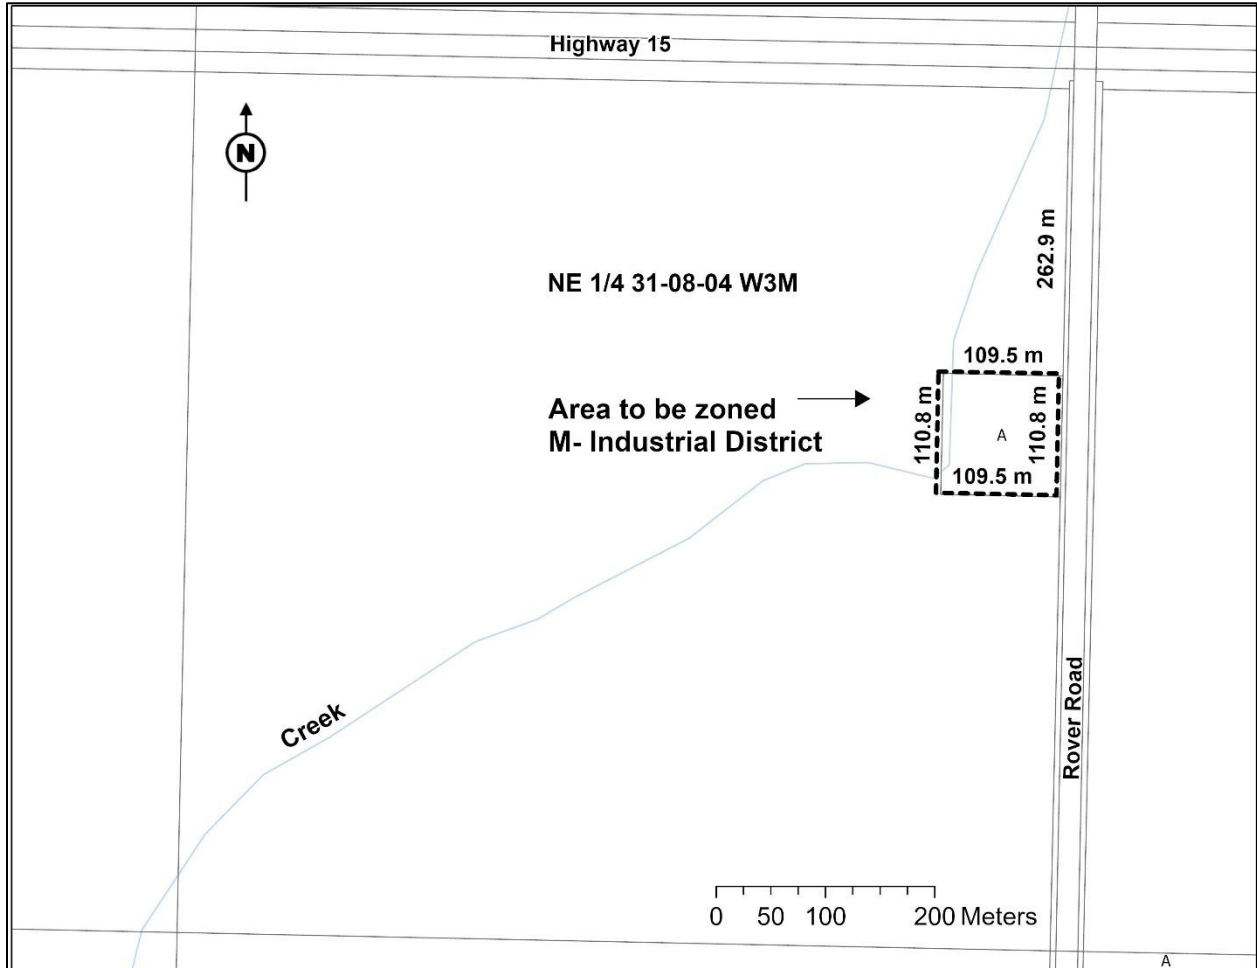 Highway 15
N
262.9 m
NE 1/4 31-08-04 W3M
109.5 m
Area to be zoned
M- Industrial District
110.8 m
A
110.8 m
109.5 m
Creek
Rover Road
0 50 100 200 Meters
A